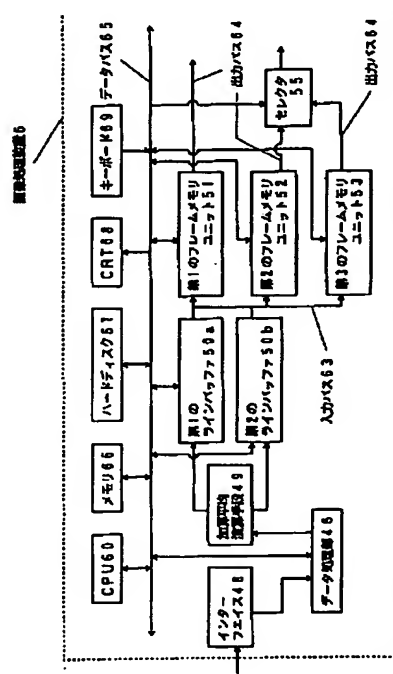 画像処理装置5
CPU60
メモリ66
ハードディスク61
CRT68
キーボード69
データバス65
インター
フェイス48
データ処理部46
加算平均
演算手段49
第1の
ラインバッファ50a
第2の
ラインバッファ50b
入力バス63
第1のフレームメモリ
ユニット51
第2のフレームメモリ
ユニット52
第3のフレームメモリ
ユニット53
出力バス64
セレクタ
55
出力バス64